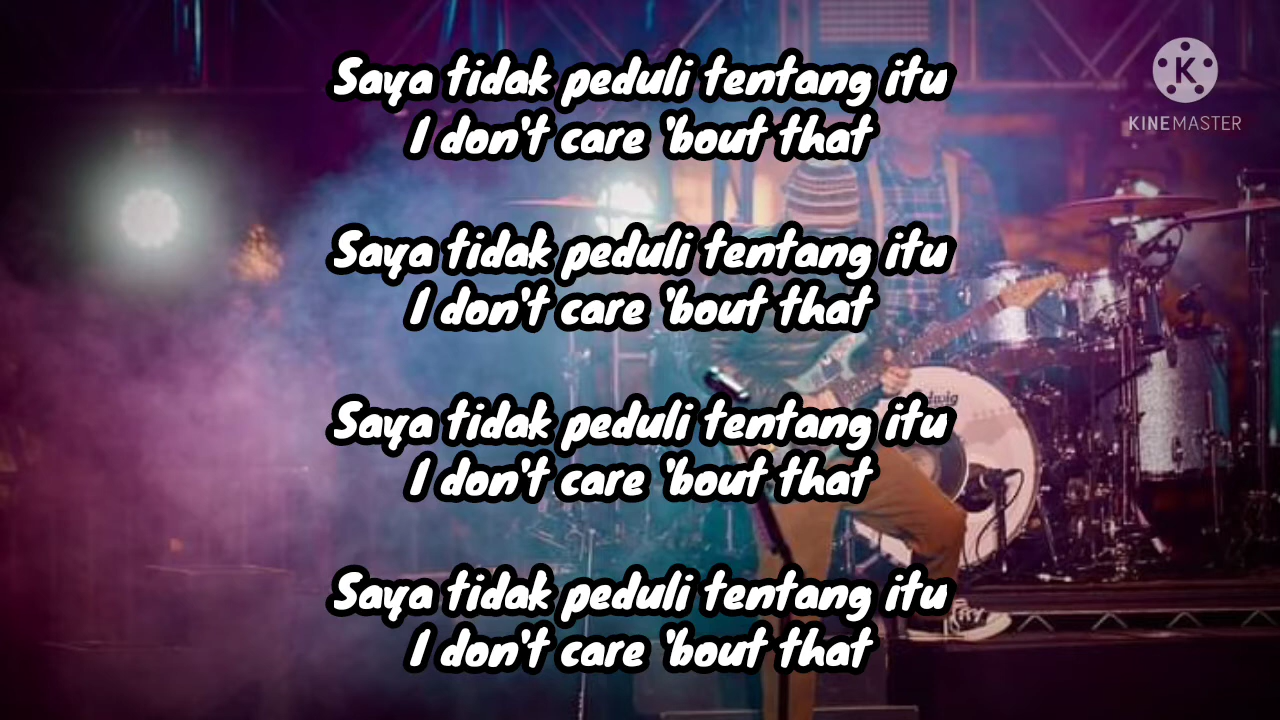 Saya tidak peduli tentang itu
I don't care 'bout that
Saya tidak peduli tentang itu
I don't care 'bout that
Saya tidak peduli tentang itu
I don't care 'bout that
Saya tidak peduli tentang itu
I don't care 'bout that
K
KINEMASTER